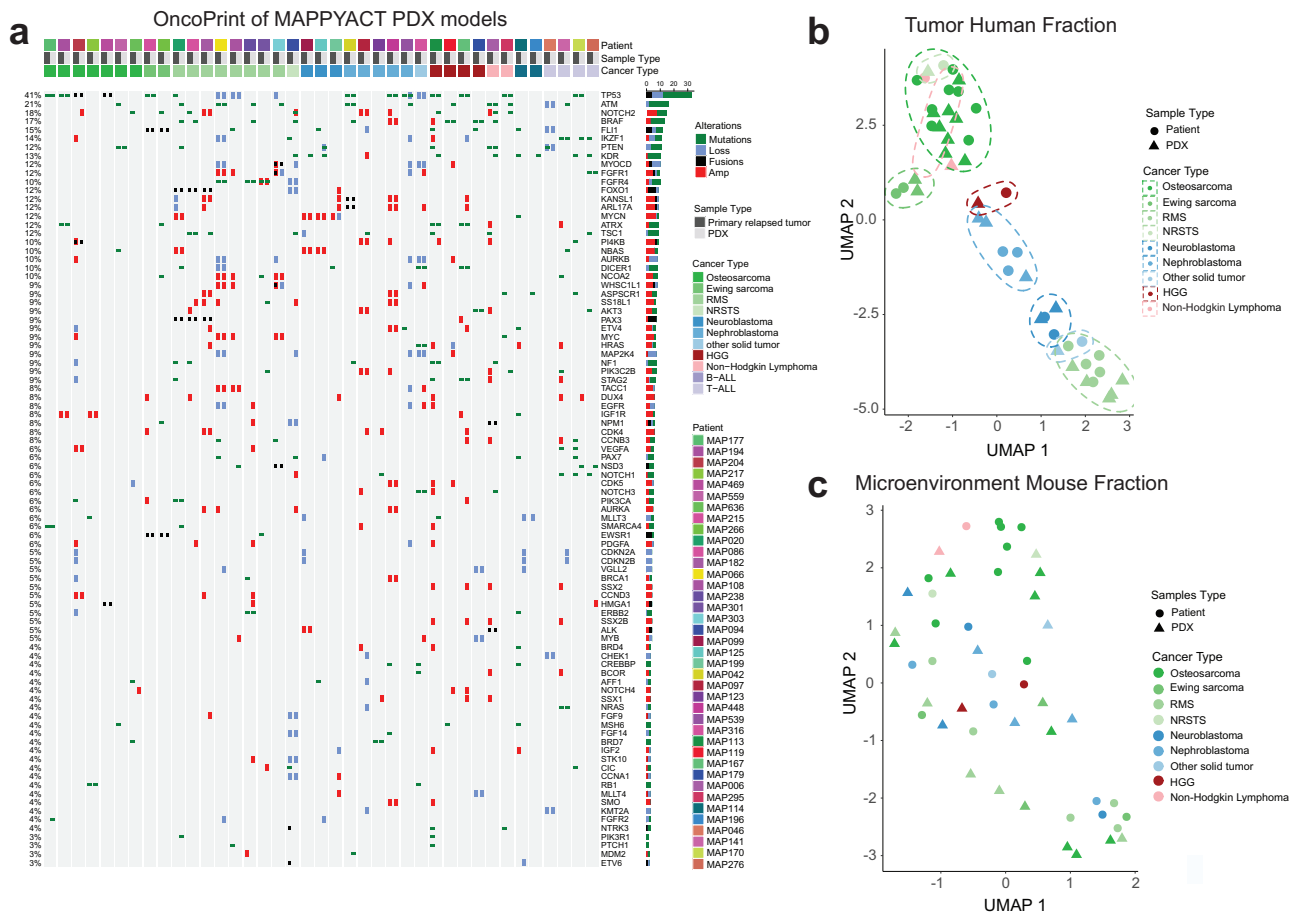 a
OncoPrint of MAPPYACT PDX models
Patient
Sample Type
Cancer Type
0 10 20 30
41% TP53
21% ATM
18% NOTCH2
17% BRAF
15% FLI1
14% IKZF1
12% PTEN
13% KDR
12% MYOCD
12% FGFR1
10% FGFR4
12% FOXO1
12% KANSL1
12% ARL17A
12% MYCN
12% ATRX
12% TSC1
10% PI4KB
10% NBAS
10% AURKB
10% DICER1
10% NCOA2
9% WHSC1L1
9% ASPSCR1
9% SS18L1
9% AKT3
9% PAX3
9% ETV4
9% MYC
9% HRAS
9% MAP2K4
9% NF1
9% PIK3C2B
9% STAG2
8% TACC1
8% DUX4
8% EGFR
8% IGF1R
8% NPM1
8% CDK4
8% CCNB3
8% VEGFA
6% PAX7
6% NSD3
6% NOTCH1
6% CDK5
6% NOTCH3
6% PIK3CA
6% AURKA
6% MLLT3
6% SMARCA4
6% EWSR1
6% PDGFA
5% CDKN2A
5% CDKN2B
5% VGLL2
5% BRCA1
5% SSX2
5% CCND3
5% HMGA1
5% ERBB2
5% SSX2B
5% ALK
5% MYB
4% BRD4
4% CHEK1
4% CREBBP
4% BCOR
4% AFF1
4% NOTCH4
4% SSX1
4% NRAS
4% FGF9
4% MSH6
4% FGF14
4% BRD7
4% IGF2
4% STK10
4% CIC
4% CCNA1
4% RB1
4% MLLT4
4% SMO
4% KMT2A
4% FGFR2
4% NTRK3
3% PIK3R1
3% PTCH1
3% MDM2
3% ETV6
Alterations
Mutations
Loss
Fusions
Amp
Sample Type
Primary relapsed tumor
PDX
Cancer Type
Osteosarcoma
Ewing sarcoma
RMS
NRSTS
Neuroblastoma
Nephroblastoma
other solid tumor
HGG
Non-Hodgkin Lymphoma
B-ALL
T-ALL
Patient
MAP177
MAP194
MAP204
MAP217
MAP469
MAP559
MAP636
MAP215
MAP266
MAP020
MAP086
MAP182
MAP066
MAP108
MAP238
MAP301
MAP303
MAP094
MAP099
MAP125
MAP199
MAP042
MAP097
MAP123
MAP448
MAP539
MAP316
MAP113
MAP119
MAP167
MAP179
MAP006
MAP295
MAP114
MAP196
MAP046
MAP141
MAP170
MAP276
b
Tumor Human Fraction
UMAP 2
2.5
0.0
-2.5
-5.0
-2 -1 0 1 2 3
UMAP 1
Sample Type
Patient
PDX
Cancer Type
Osteosarcoma
Ewing sarcoma
RMS
NRSTS
Neuroblastoma
Nephroblastoma
Other solid tumor
HGG
Non-Hodgkin Lymphoma
c
Microenvironment Mouse Fraction
UMAP 2
3
2
1
0
-1
-2
-3
-1 0 1 2
UMAP 1
Samples Type
Patient
PDX
Cancer Type
Osteosarcoma
Ewing sarcoma
RMS
NRSTS
Neuroblastoma
Nephroblastoma
Other solid tumor
HGG
Non-Hodgkin Lymphoma